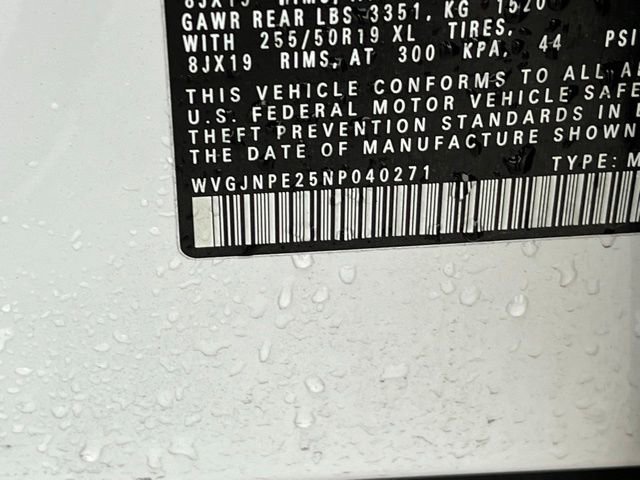 GAWR REAR LBS 3351, KG 1520
WITH 255/50R19 XL TIRES,
8JX19 RIMS, AT 300 KPA, 44 PSI
THIS VEHICLE CONFORMS TO ALL
U.S. FEDERAL MOTOR VEHICLE SAFE
THEFT PREVENTION STANDARDS IN
THE DATE OF MANUFACTURE SHOWN
WVGJNPE25NP040271 TYPE: M